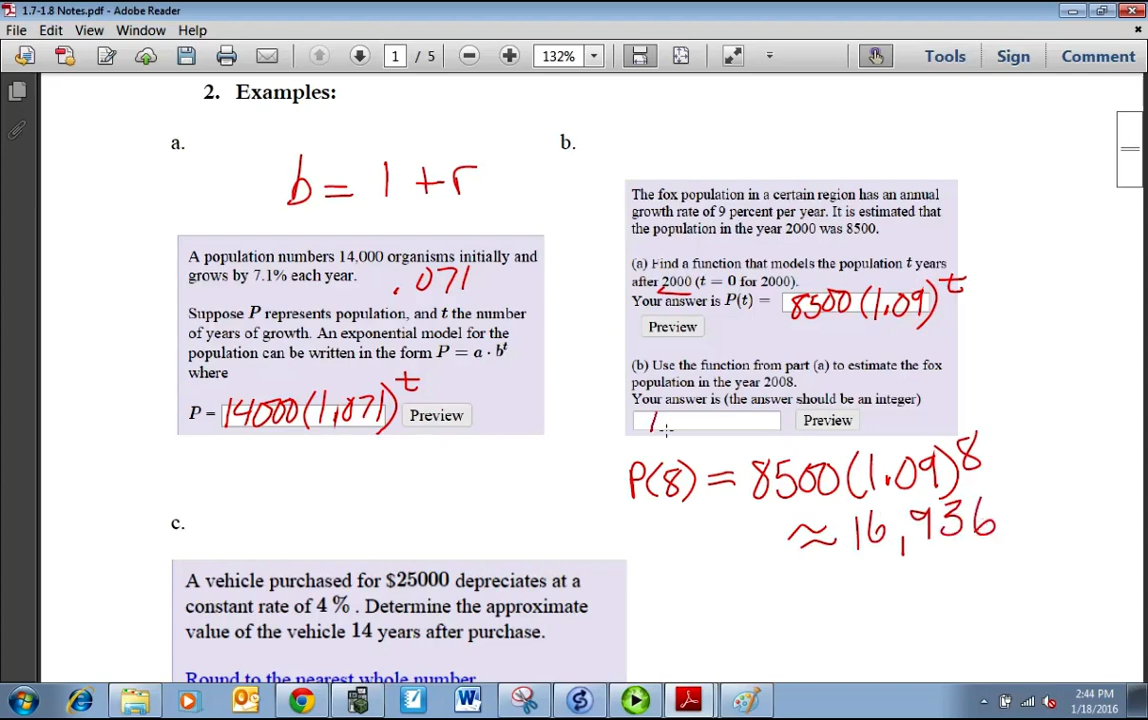 1.7-1.8 Notes.pdf - Adobe Reader
File Edit View Window Help
1 / 5 132% Tools Sign Comment
2. Examples:
a.
b = 1 + r
A population numbers 14,000 organisms initially and
grows by 7.1% each year.
.071
Suppose P represents population, and t the number
of years of growth. An exponential model for the
population can be written in the form P = a · b^t
where
P = 14000(1.071)^t Preview
b.
The fox population in a certain region has an annual
growth rate of 9 percent per year. It is estimated that
the population in the year 2000 was 8500.
(a) Find a function that models the population t years
after 2000 (t = 0 for 2000).
Your answer is P(t) = 8500(1.09)^t
Preview
(b) Use the function from part (a) to estimate the fox
population in the year 2008.
Your answer is (the answer should be an integer)
1 Preview
P(8) = 8500(1.09)^8
≈ 16,936
c.
A vehicle purchased for $25000 depreciates at a
constant rate of 4 % . Determine the approximate
value of the vehicle 14 years after purchase.
Round to the nearest whole number
2:44 PM
1/18/2016